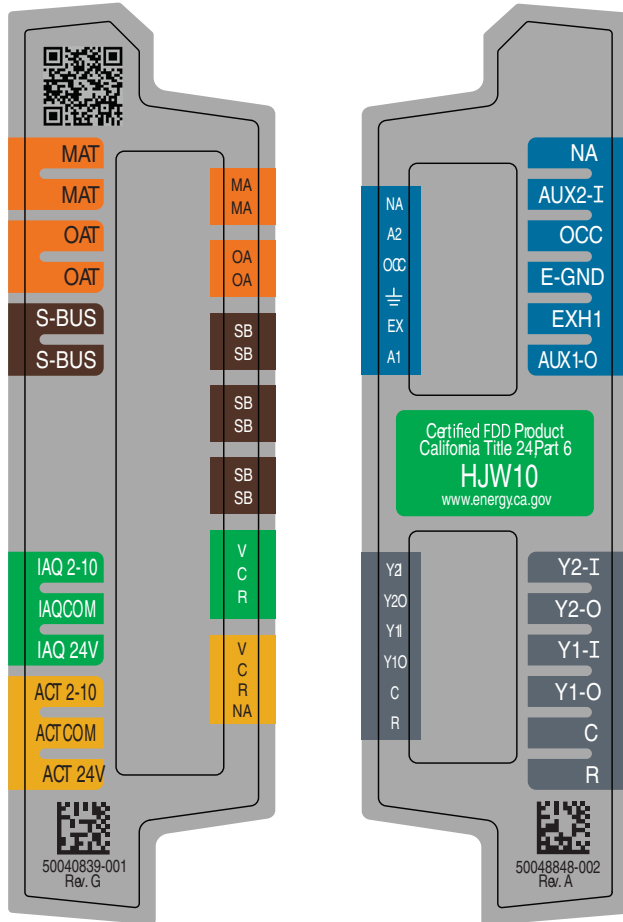 MAT
MAT
OAT
OAT
S-BUS
S-BUS
IAQ 2-10
IAQCOM
IAQ 24V
ACT 2-10
ACTCOM
ACT 24V
50040839-001
Rev. G
MA
MA
OA
OA
SB
SB
SB
SB
SB
SB
V
C
R
V
C
R
NA
NA
A2
OCC
EX
A1
Y2I
Y2O
Y1I
Y1O
C
R
Certified FDD Product
California Title 24,Part 6
HJW10
www.energy.ca.gov
NA
AUX2-I
OCC
E-GND
EXH1
AUX1-O
Y2-I
Y2-O
Y1-I
Y1-O
C
R
50048848-002
Rev. A